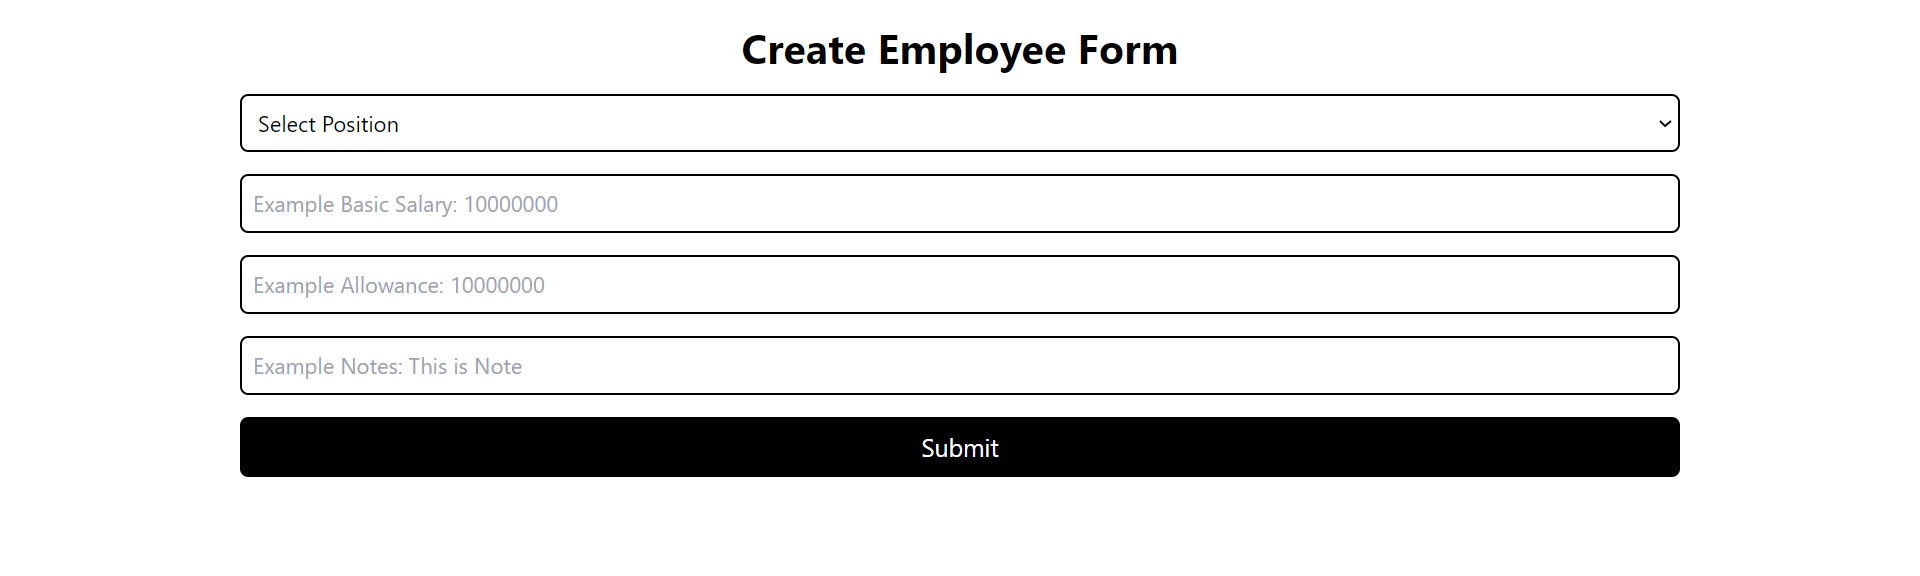 Create Employee Form
Select Position
Example Basic Salary: 10000000
Example Allowance: 10000000
Example Notes: This is Note
Submit